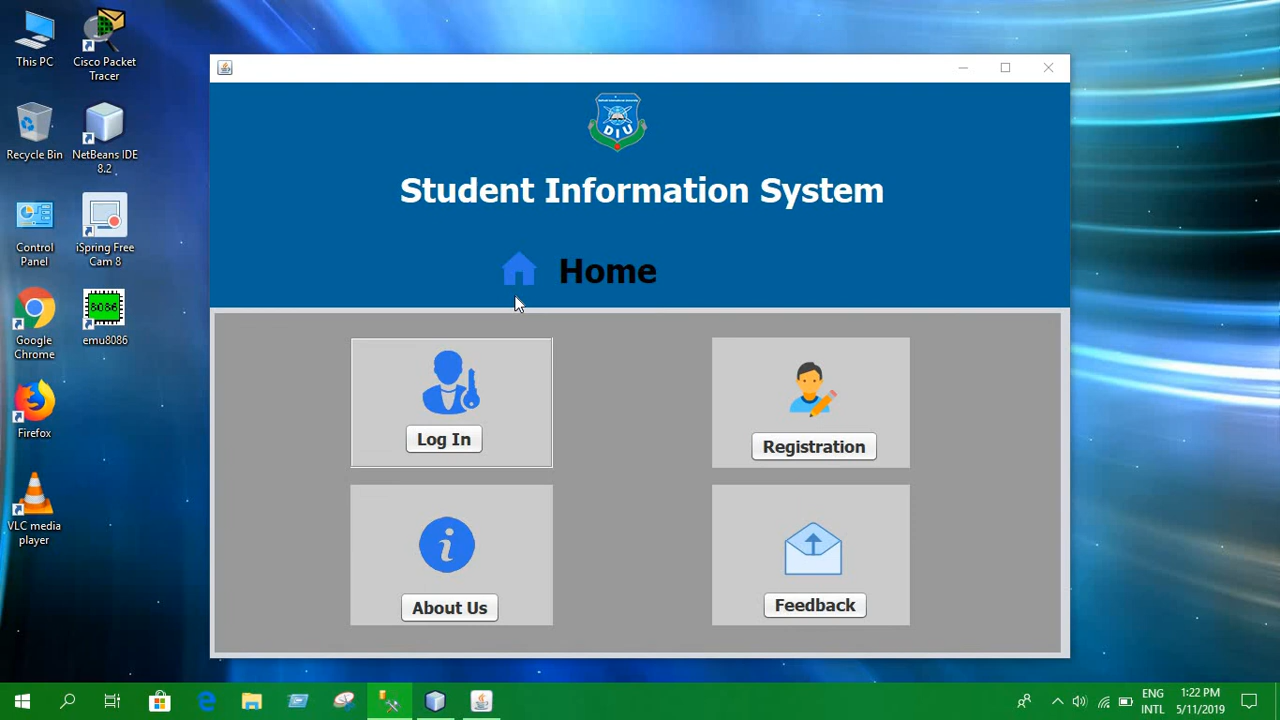 This PC
Cisco Packet
Tracer
Recycle Bin
NetBeans IDE
8.2
Control
Panel
iSpring Free
Cam 8
Google
Chrome
8086
emu8086
Firefox
VLC media
player
DIU
Student Information System
Home
Log In
Registration
i
About Us
Feedback
ENG
INTL
1:22 PM
5/11/2019